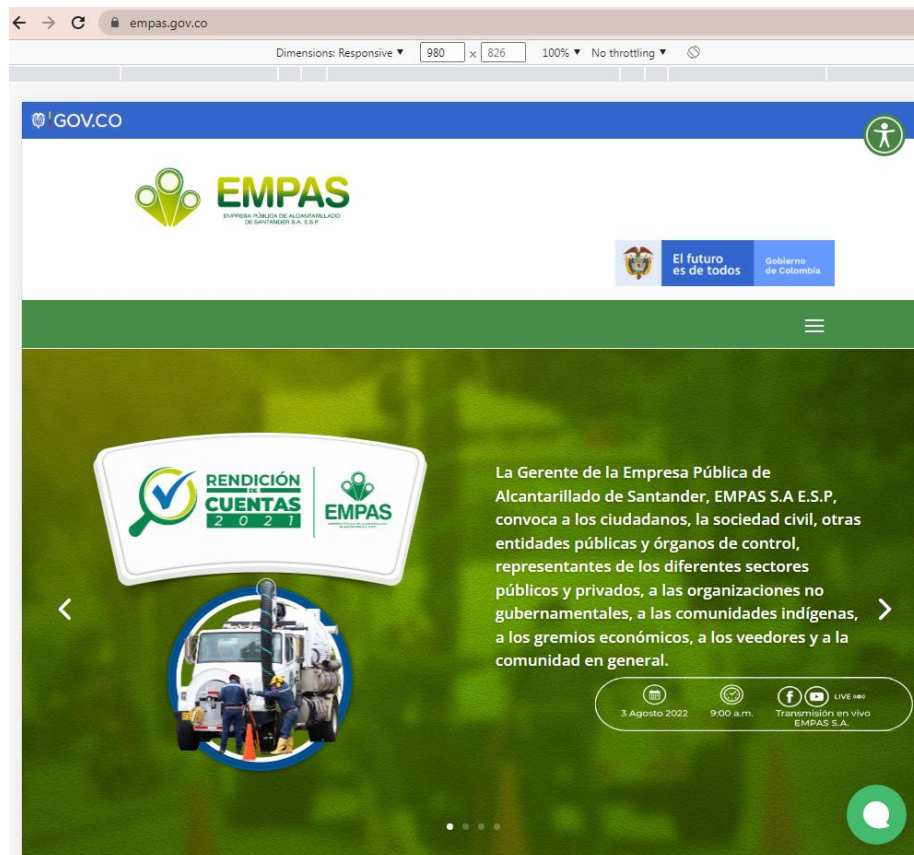 empas.gov.co
Dimensions: Responsive ▼ 980 × 826 100% ▼ No throttling ▼
GOV.CO
EMPAS
EMPRESA PÚBLICA DE ALCANTARILLADO
DE SANTANDER S.A. E.S.P.
El futuro
es de todos
Gobierno
de Colombia
RENDICIÓN
DE
CUENTAS
2021
EMPAS
La Gerente de la Empresa Pública de
Alcantarillado de Santander, EMPAS S.A E.S.P,
convoca a los ciudadanos, la sociedad civil, otras
entidades públicas y órganos de control,
representantes de los diferentes sectores
públicos y privados, a las organizaciones no
gubernamentales, a las comunidades indígenas,
a los gremios económicos, a los veedores y a la
comunidad en general.
LIVE
3 Agosto 2022 9:00 a.m. Transmisión en vivo
EMPAS S.A.